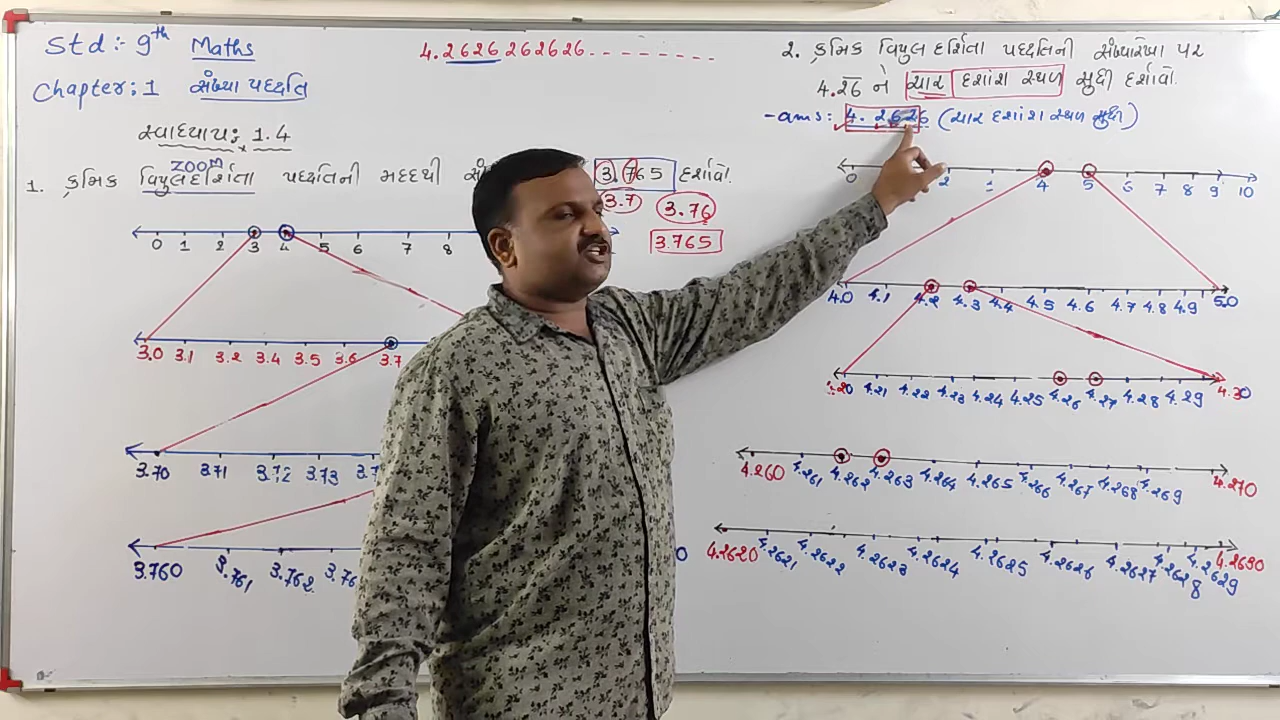 Std:- 9th Maths
Chapter: 1 સંખ્યા પદ્ધતિ
સ્વાધ્યાય: 1.4
4.2626262626.........
ZOOM
1. ક્રમિક વિપુલદર્શિતા પદ્ધતિની મદદથી 3.765 દર્શાવો.
3.7 3.76
3.765
0 1 2 3 4 5 6 7 8
3.0 3.1 3.2 3.4 3.5 3.6 3.7
3.70 3.71 3.72 3.73
3.760 3.761 3.762
2. ક્રમિક વિપુલદર્શિતા પદ્ધતિની સંખ્યારેખા પર
4.2̅6̅ ને ચાર દશાંશ સ્થળ સુધી દર્શાવો.
-ans: 4.2626 (ચાર દશાંશ સ્થળ સુધી)
0 2 1 4 5 6 7 8 9 10
4.0 4.1 4.2 4.3 4.4 4.5 4.6 4.7 4.8 4.9 5.0
4.20 4.21 4.22 4.23 4.24 4.25 4.26 4.27 4.28 4.29 4.30
4.260 4.261 4.262 4.263 4.264 4.265 4.266 4.267 4.268 4.269 4.270
4.2620 4.2621 4.2622 4.2623 4.2624 4.2625 4.2626 4.2627 4.2628 4.2629 4.2630